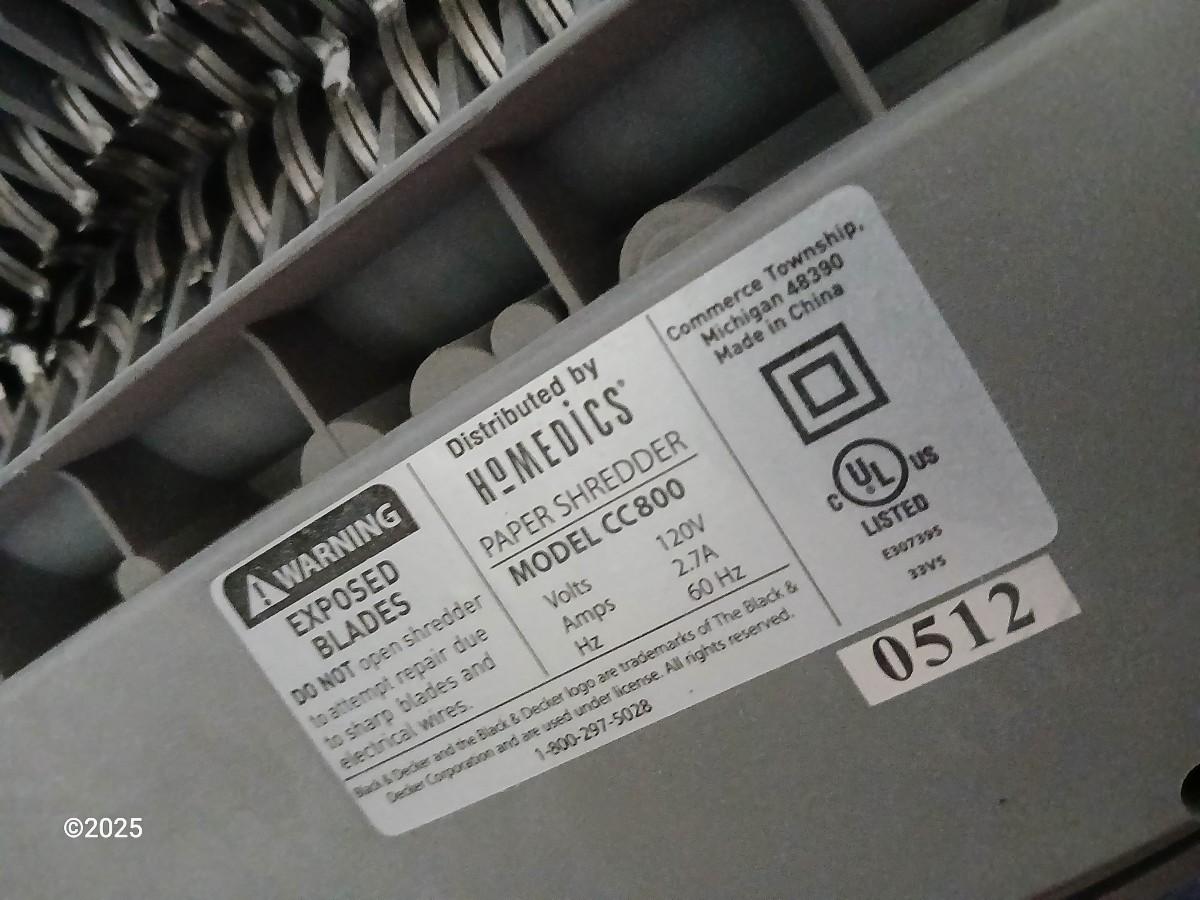 WARNING
EXPOSED
BLADES
DO NOT open shredder
to attempt repair due
to sharp blades and
electrical wires.
Distributed by
HoMEDiCS®
PAPER SHREDDER
MODEL CC800
Volts 120V
Amps 2.7A
Hz 60 Hz
Black & Decker and the Black & Decker logo are trademarks of The Black &
Decker Corporation and are used under license. All rights reserved.
1-800-297-5028
Commerce Township,
Michigan 48390
Made in China
C UL US
LISTED
E307395
33V5
0512
©2025